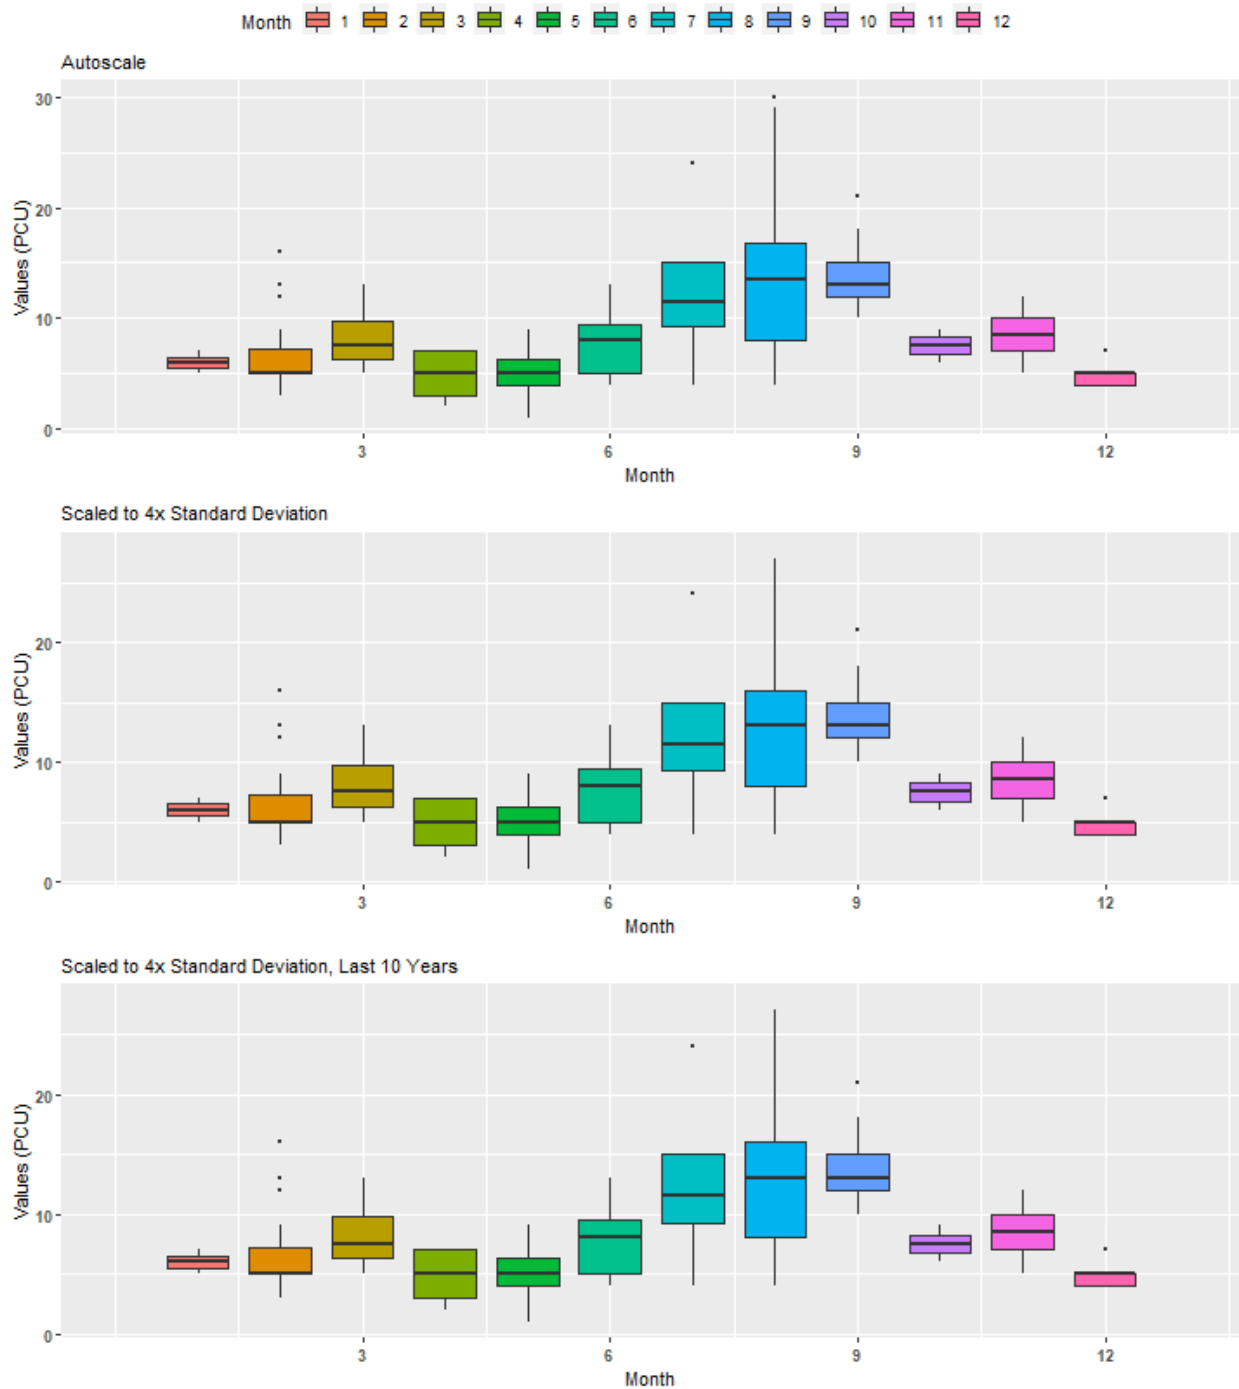 Month 1 2 3 4 5 6 7 8 9 10 11 12
Autoscale
Values (PCU)
30
20
10
0
3 6 9 12
Month
Scaled to 4x Standard Deviation
Values (PCU)
20
10
0
3 6 9 12
Month
Scaled to 4x Standard Deviation, Last 10 Years
Values (PCU)
20
10
0
3 6 9 12
Month